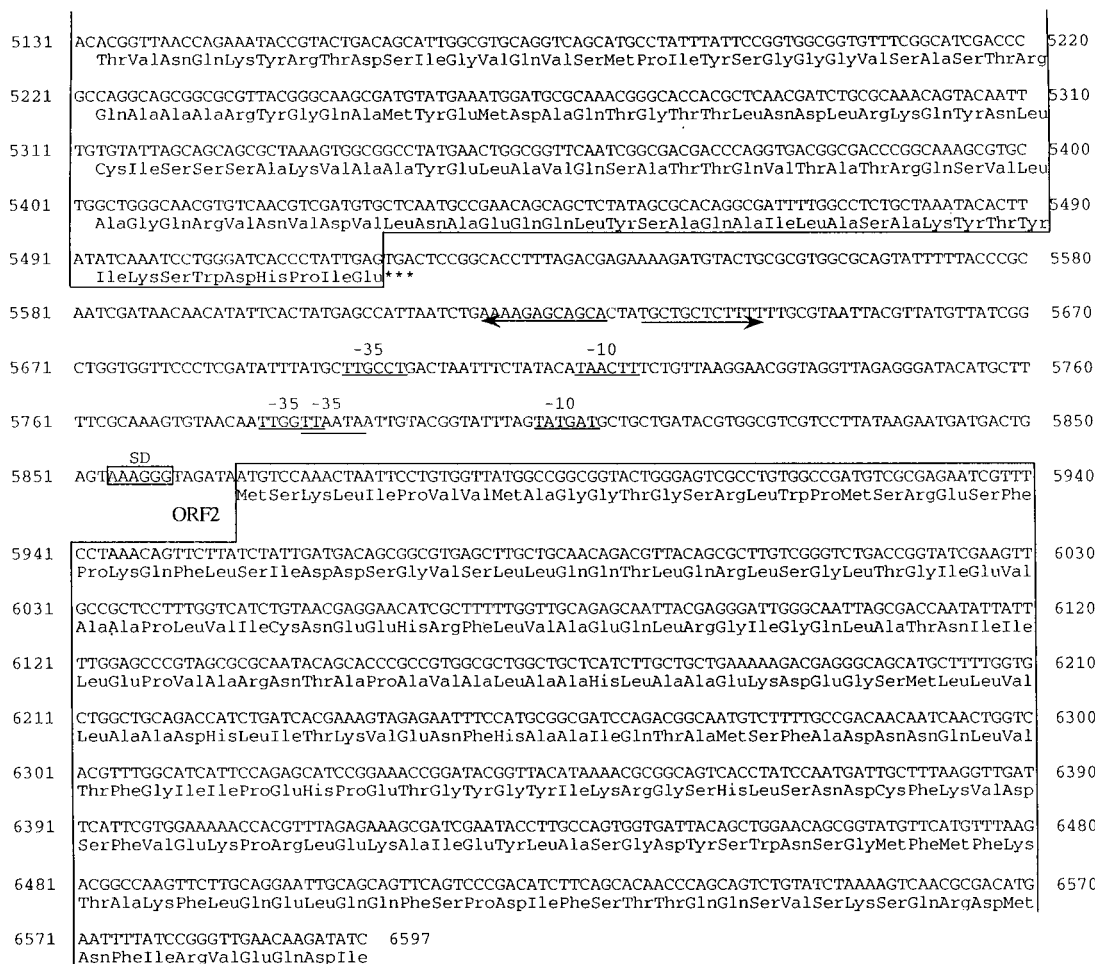 5131 ACACGGTTAACCAGAAATACCGTACTGACAGCATTGGCGTGCAGGTCAGCATGCCTATTTATTCCGGTGGCGGTGTTTCGGCATCGACCC 5220
ThrValAsnGlnLysTyrArgThrAspSerIleGlyValGlnValSerMetProIleTyrSerGlyGlyGlyValSerAlaSerThrArg
5221 GCCAGGCAGCGGCGCGTTACGGGCAAGCGATGTATGAAATGGATGCGCAAACGGGCACCACGCTCAACGATCTGCGCAAACAGTACAATT 5310
GlnAlaAlaAlaArgTyrGlyGlnAlaMetTyrGluMetAspAlaGlnThrGlyThrThrLeuAsnAspLeuArgLysGlnTyrAsnLeu
5311 TGTGTATTAGCAGCAGCGCTAAAGTGGCGGCCTATGAACTGGCGGTTCAATCGGCGACGACCCAGGTGACGGCGACCCGGCAAAGCGTGC 5400
CysIleSerSerSerAlaLysValAlaAlaTyrGluLeuAlaValGlnSerAlaThrThrGlnValThrAlaThrArgGlnSerValLeu
5401 TGGCTGGGCAACGTGTCAACGTCGATGTGCTCAATGCCGAACAGCAGCTCTATAGCGCACAGGCGATTTTGGCCTCTGCTAAATACACTT 5490
AlaGlyGlnArgValAsnValAspValLeuAsnAlaGluGlnGlnLeuTyrSerAlaGlnAlaIleLeuAlaSerAlaLysTyrThrTyr
5491 ATATCAAATCCTGGGATCACCCTATTGAGTGACTCCGGCACCTTTAGACGAGAAAAGATGTACTGCGCGTGGCGCAGTATTTTTTACCCGC 5580
IleLysSerTrpAspHisProIleGlu***
5581 AATCGATAACAACATATTCACTATGAGCCATTAATCTGAAAAGAGCAGCACTATGCTGCTCTTTTTTGCGTAATTACGTTATGTTATCGG 5670
-35 -10
5671 CTGGTGGTTCCCTCGATATTTATGCTTGCCTGACTAATTTCTATACATAACTTTCTGTTAAGGAACGGTAGGTTAGAGGGATACATGCTT 5760
-35 -35 -10
5761 TTCGCAAAGTGTAACAATTGGTTAATAATTGTACGGTATTTAGTATGATGCTGCTGATACGTGGCGTCGTCCTTATAAGAATGATGACTG 5850
SD
5851 AGTAAAGGGTAGATAATGTCCAAACTAATTCCTGTGGTTATGGCCGGCGGTACTGGGAGTCGCCTGTGGCCGATGTCGCGAGAATCGTTT 5940
MetSerLysLeuIleProValValMetAlaGlyGlyThrGlySerArgLeuTrpProMetSerArgGluSerPhe
ORF2
5941 CCTAAACAGTTCTTATCTATTGATGACAGCGGCGTGAGCTTGCTGCAACAGACGTTACAGCGCTTGTCGGGTCTGACCGGTATCGAAGTT 6030
ProLysGlnPheLeuSerIleAspAspSerGlyValSerLeuLeuGlnGlnThrLeuGlnArgLeuSerGlyLeuThrGlyIleGluVal
6031 GCCGCTCCTTTGGTCATCTGTAACGAGGAACATCGCTTTTTGGTTGCAGAGCAATTACGAGGGATTGGGCAATTAGCGACCAATATTATT 6120
AlaAlaProLeuValIleCysAsnGluGluHisArgPheLeuValAlaGluGlnLeuArgGlyIleGlyGlnLeuAlaThrAsnIleIle
6121 TTGGAGCCCGTAGCGCGCAATACAGCACCCGCCGTGGCGCTGGCTGCTCATCTTGCTGCTGAAAAAGACGAGGGCAGCATGCTTTTGGTG 6210
LeuGluProValAlaArgAsnThrAlaProAlaValAlaLeuAlaAlaHisLeuAlaAlaGluLysAspGluGlySerMetLeuLeuVal
6211 CTGGCTGCAGACCATCTGATCACGAAAGTAGAGAATTTCCATGCGGCGATCCAGACGGCAATGTCTTTTGCCGACAACAATCAACTGGTC 6300
LeuAlaAlaAspHisLeuIleThrLysValGluAsnPheHisAlaAlaIleGlnThrAlaMetSerPheAlaAspAsnAsnGlnLeuVal
6301 ACGTTTGGCATCATTCCAGAGCATCCGGAAACCGGATACGGTTACATAAAACGCGGCAGTCACCTATCCAATGATTGCTTTAAGGTTGAT 6390
ThrPheGlyIleIleProGluHisProGluThrGlyTyrGlyTyrIleLysArgGlySerHisLeuSerAsnAspCysPheLysValAsp
6391 TCATTCGTGGAAAAACCACGTTTAGAGAAAGCGATCGAATACCTTGCCAGTGGTGATTACAGCTGGAACAGCGGTATGTTCATGTTTAAG 6480
SerPheValGluLysProArgLeuGluLysAlaIleGluTyrLeuAlaSerGlyAspTyrSerTrpAsnSerGlyMetPheMetPheLys
6481 ACGGCCAAGTTCTTGCAGGAATTGCAGCAGTTCAGTCCCGACATCTTCAGCACAACCCAGCAGTCTGTATCTAAAAGTCAACGCGACATG 6570
ThrAlaLysPheLeuGlnGluLeuGlnGlnPheSerProAspIlePheSerThrThrGlnGlnSerValSerLysSerGlnArgAspMet
6571 AATTTTATCCGGGTTGAACAAGATATC 6597
AsnPheIleArgValGluGlnAspIle